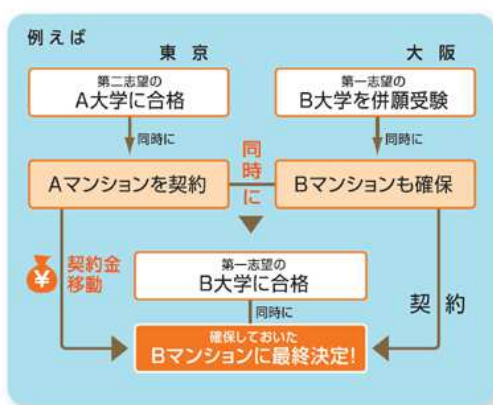 例えば
東京
大阪
第二志望の
A大学に合格
第一志望の
B大学を併願受験
同時に
同時に
Aマンションを契約
同時に
Bマンションも確保
¥
契約金
移動
第一志望の
B大学に合格
契約
同時に
確保しておいた
Bマンションに最終決定!